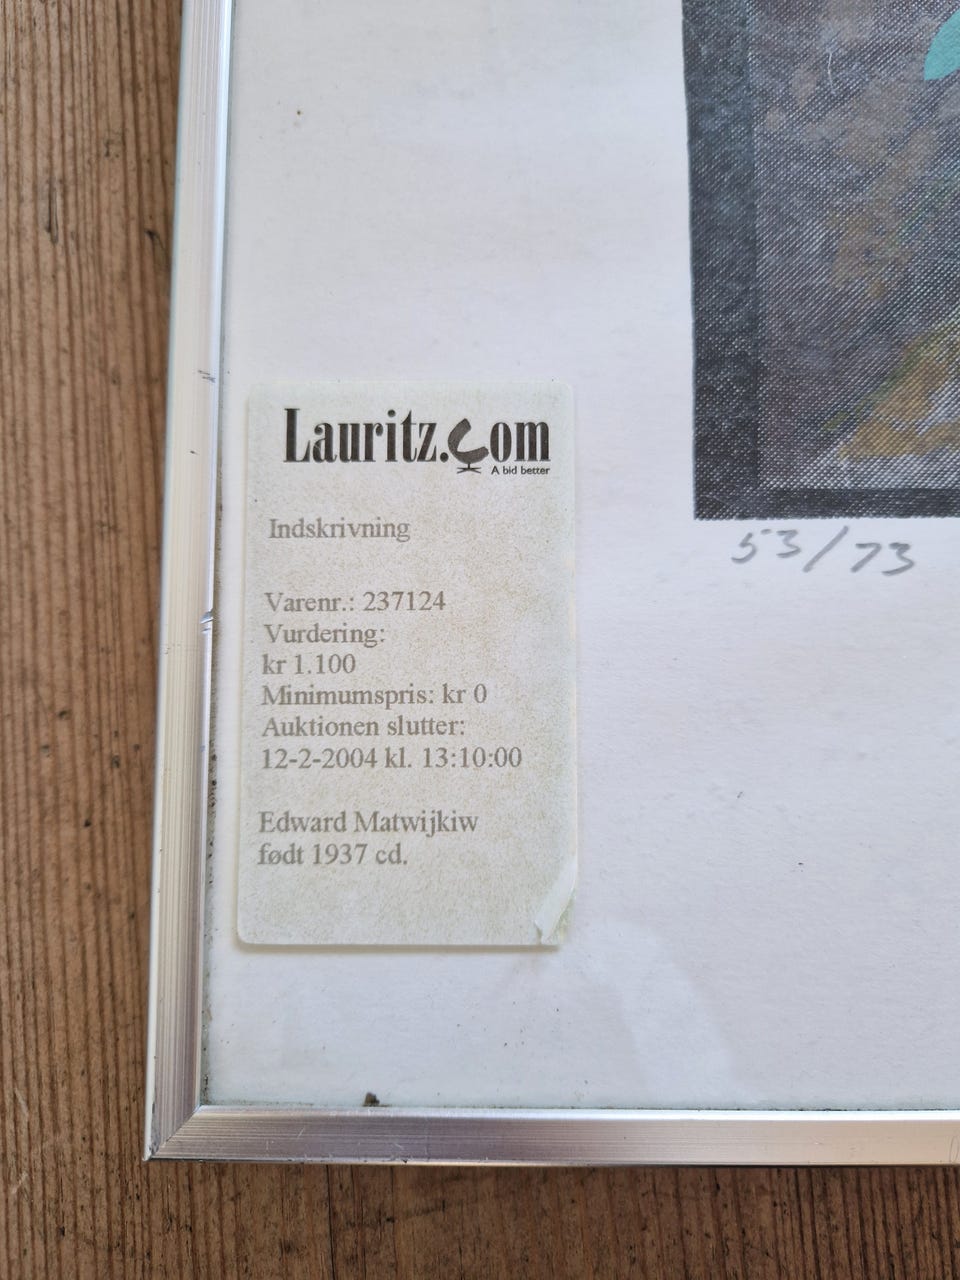 Lauritz.Com
A bid better
Indskrivning
Varenr.: 237124
Vurdering:
kr 1.100
Minimumspris: kr 0
Auktionen slutter:
12-2-2004 kl. 13:10:00
Edward Matwijkiw
født 1937 cd.
53/73